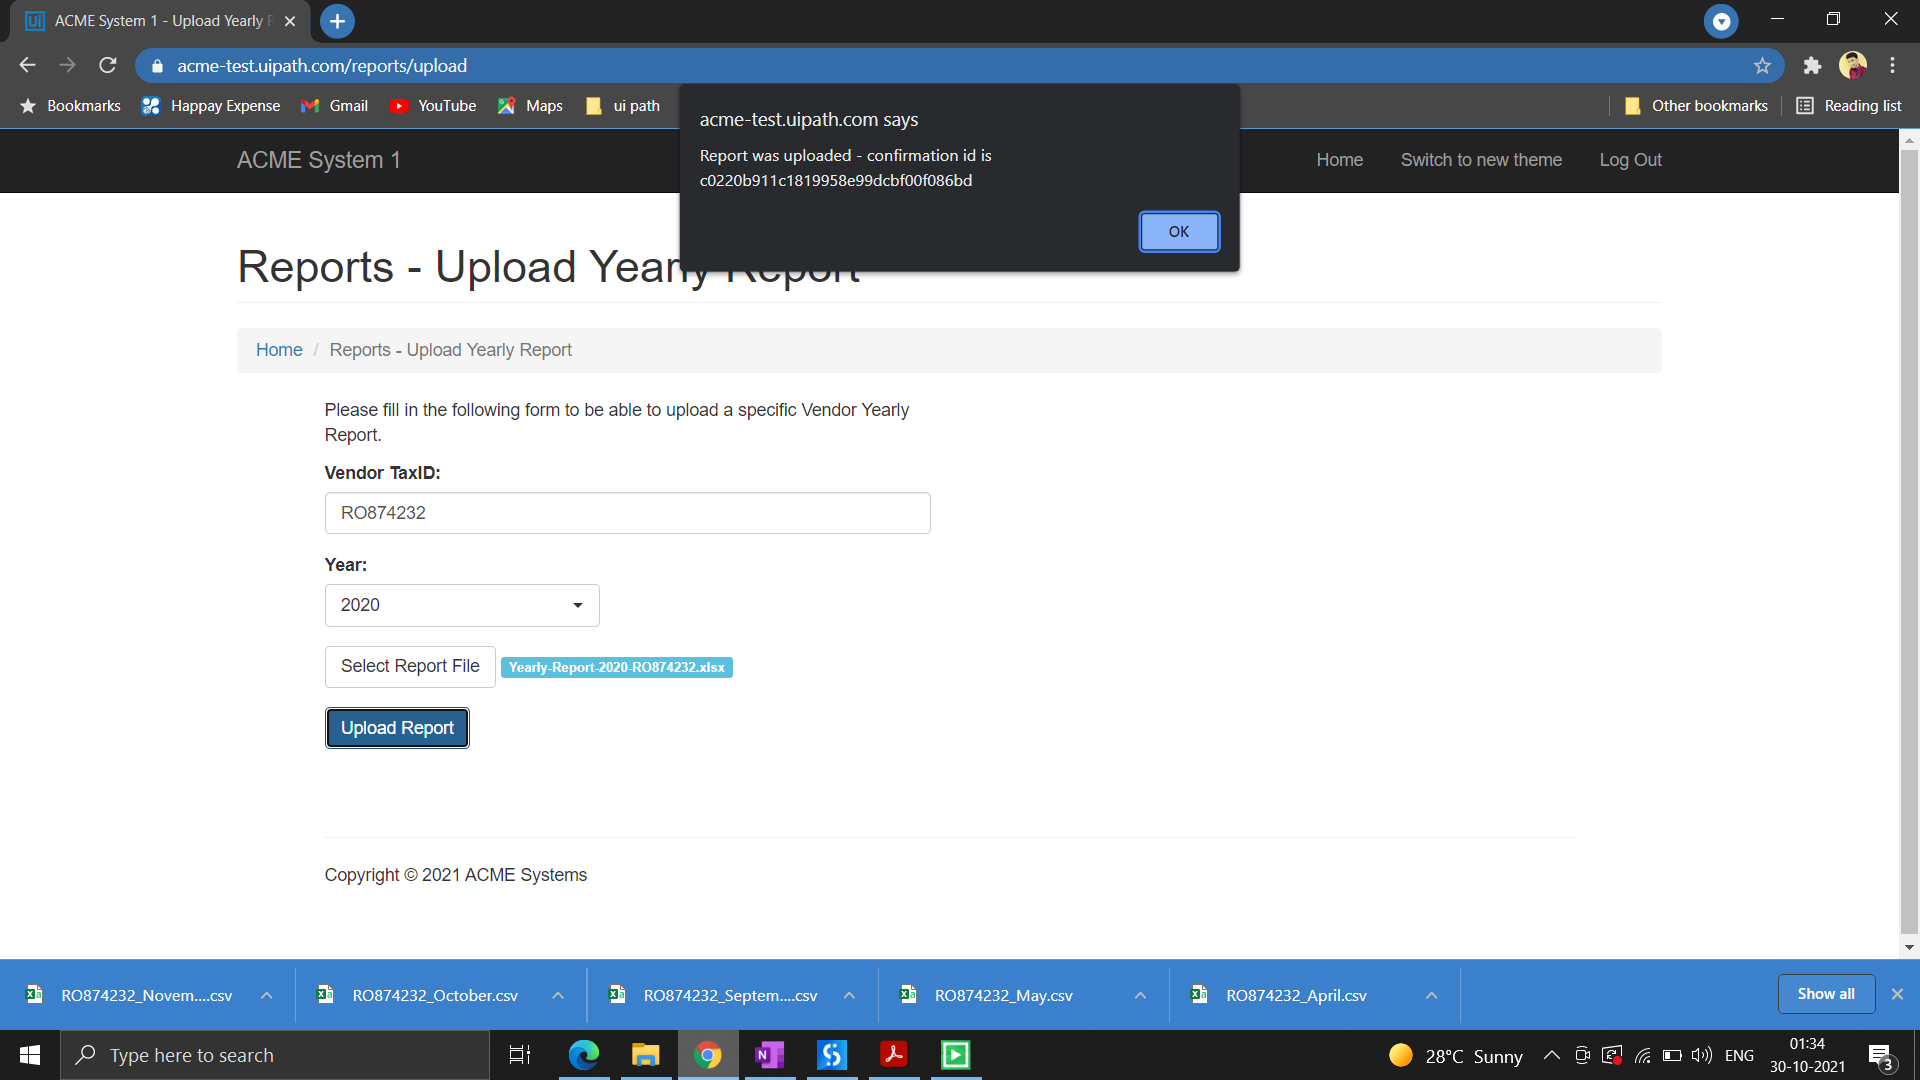 ACME System 1 - Upload Yearly
acme-test.uipath.com/reports/upload
Bookmarks Happay Expense Gmail YouTube Maps ui path Other bookmarks Reading list
acme-test.uipath.com says
Report was uploaded - confirmation id is
c0220b911c1819958e99dcbf00f086bd
OK
ACME System 1 Home Switch to new theme Log Out
Reports - Upload Yearly Report
Home / Reports - Upload Yearly Report
Please fill in the following form to be able to upload a specific Vendor Yearly
Report.
Vendor TaxID:
RO874232
Year:
2020
Select Report File Yearly-Report-2020-RO874232.xlsx
Upload Report
Copyright © 2021 ACME Systems
RO874232_Novem....csv RO874232_October.csv RO874232_Septem....csv RO874232_May.csv RO874232_April.csv Show all
Type here to search 28°C Sunny ENG 01:34
30-10-2021 3